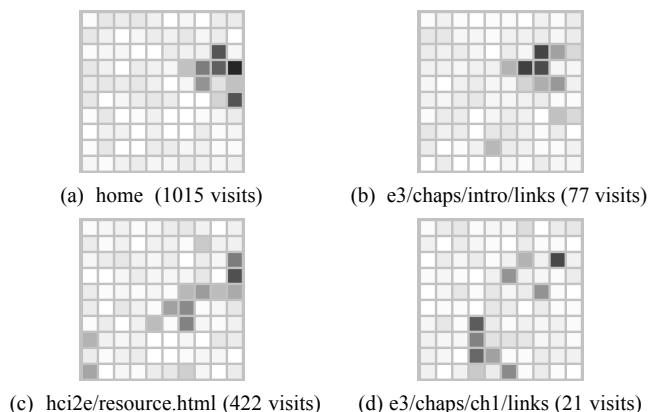 (a) home (1015 visits)
(b) e3/chaps/intro/links (77 visits)
(c) hci2e/resource.html (422 visits)
(d) e3/chaps/ch1/links (21 visits)